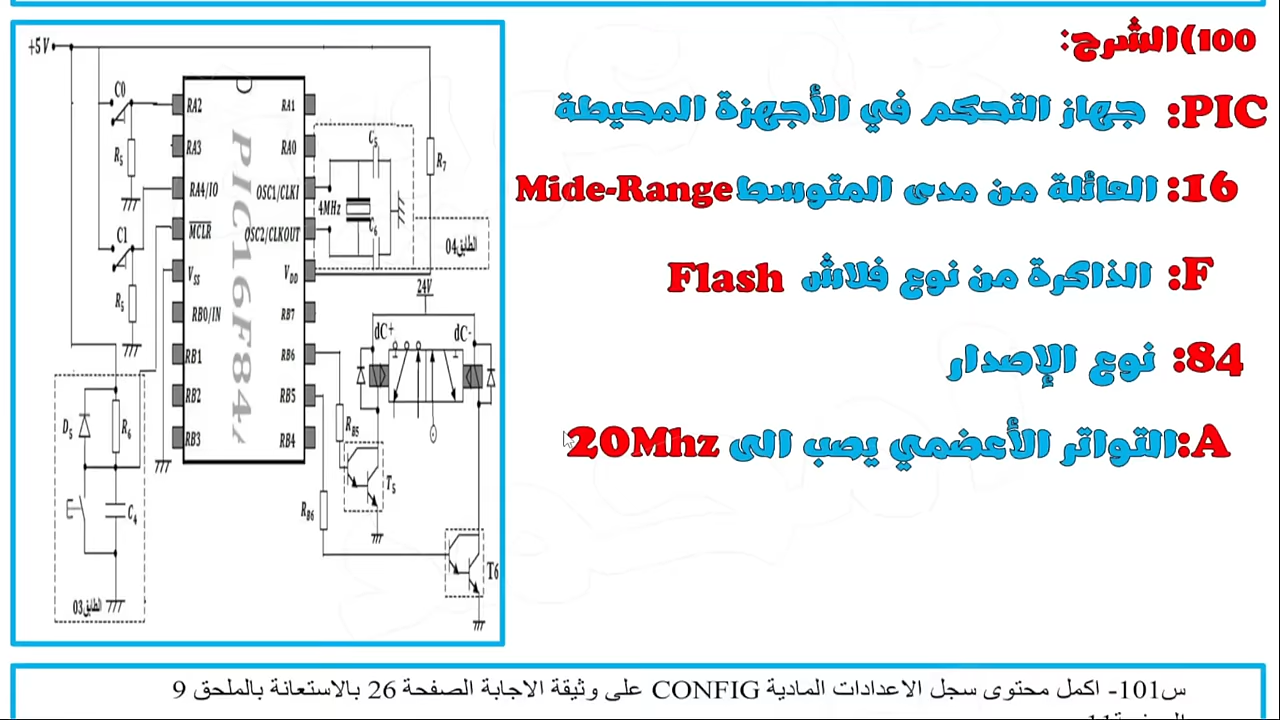 100)الشرح:
PIC: جهاز التحكم في الأجهزة المحيطة
16: العائلة من مدى المتوسط Mide-Range
F: الذاكرة من نوع فلاش Flash
84: نوع الإصدار
A:التواتر الأعضمي يصب الى 20Mhz
+5V
C0
R5
C1
R5
D5
R6
C4
الطابق03
RA2
RA3
RA4/IO
MCLR
VSS
RB0/IN
RB1
RB2
RB3
PIC16F84
RA1
RA0
OSC1/CLKI
OSC2/CLKOUT
VDD
RB7
RB6
RB5
RB4
C5
4MHz
C6
R7
الطابق04
24V
dC+
dC-
RB5
T5
RB6
T6
س101- اكمل محتوى سجل الاعدادات المادية CONFIG على وثيقة الاجابة الصفحة 26 بالاستعانة بالملحق 9